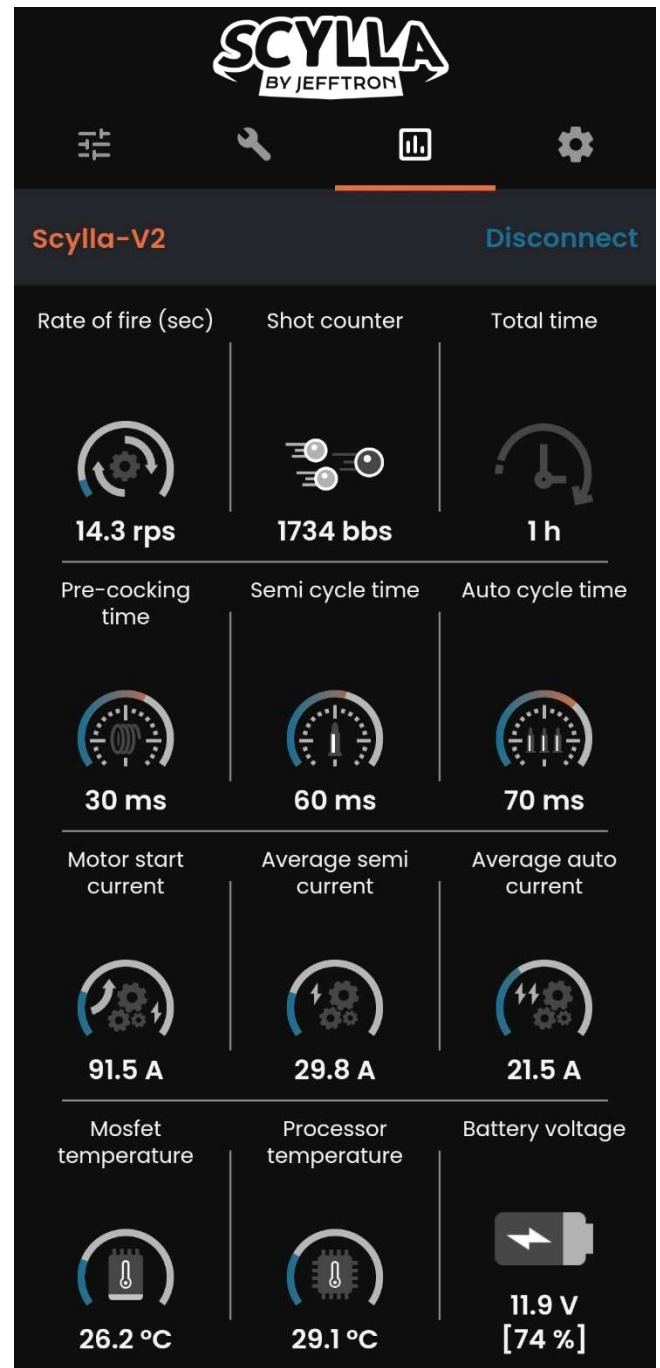 SCYLLA
BY JEFFTRON
Scylla-V2
Disconnect
Rate of fire (sec)
Shot counter
Total time
14.3 rps
1734 bbs
1 h
Pre-cocking
time
Semi cycle time
Auto cycle time
30 ms
60 ms
70 ms
Motor start
current
Average semi
current
Average auto
current
91.5 A
29.8 A
21.5 A
Mosfet
temperature
Processor
temperature
Battery voltage
26.2 °C
29.1 °C
11.9 V
[74 %]